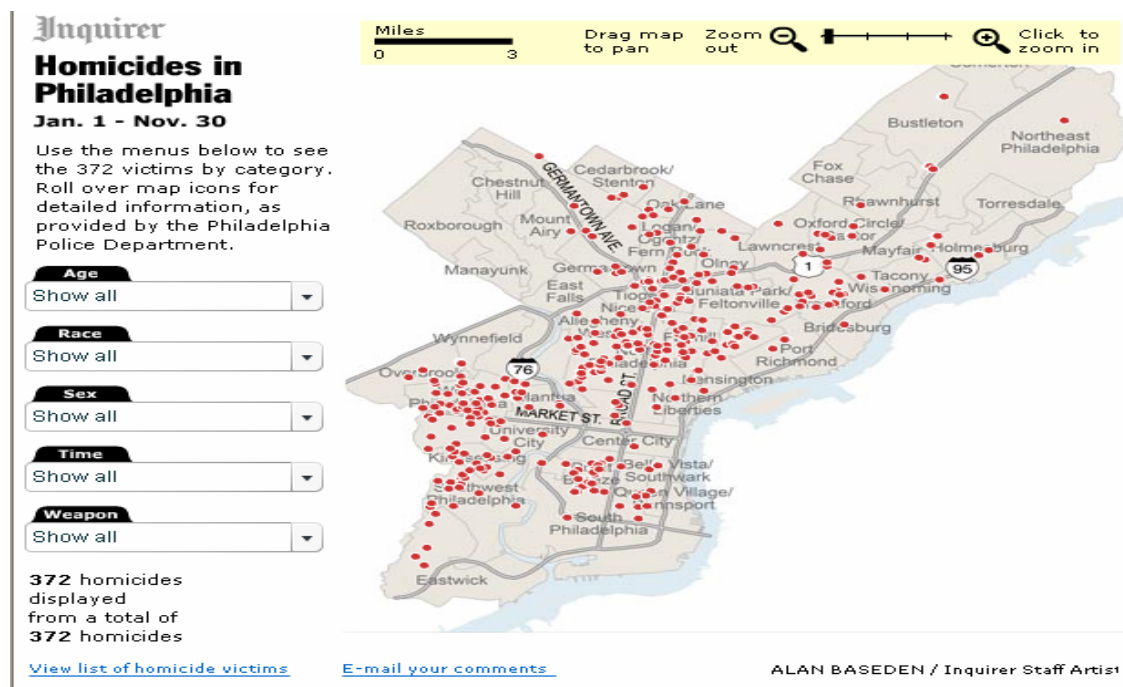 Inquirer
Homicides in
Philadelphia
Jan. 1 - Nov. 30
Use the menus below to see
the 372 victims by category.
Roll over map icons for
detailed information, as
provided by the Philadelphia
Police Department.
Age
Show all
Race
Show all
Sex
Show all
Time
Show all
Weapon
Show all
372 homicides
displayed
from a total of
372 homicides
View list of homicide victims
E-mail your comments
ALAN BASEDEN / Inquirer Staff Artist
Miles
0 3
Drag map
to pan
Zoom
out
Click to
zoom in
Bustleton
Northeast
Philadelphia
Fox
Chase
Cedarbrook/
Stenton
Chestnut
Hill
GERMANTOWN AVE
Oak Lane
Rhawnhurst
Torresdale
Roxborough
Mount
Airy
Logan/
Ogontz/
Fern Rock
Oxford Circle/
Lawncrest
Mayfair
Holmesburg
Manayunk
Germantown
Olney
1
95
Tacony
East
Falls
Juniata Park/
Feltonville
Wissinoming
Allegheny
Bridesburg
Wynnefield
Port
Richmond
76
Overbrook
Kensington
Mantua
BROAD ST.
Northern
Liberties
MARKET ST.
University
City
Center City
Kingsessing
Bella Vista/
Southwark
Southwest
Philadelphia
Queen Village/
Pennsport
South
Philadelphia
Eastwick